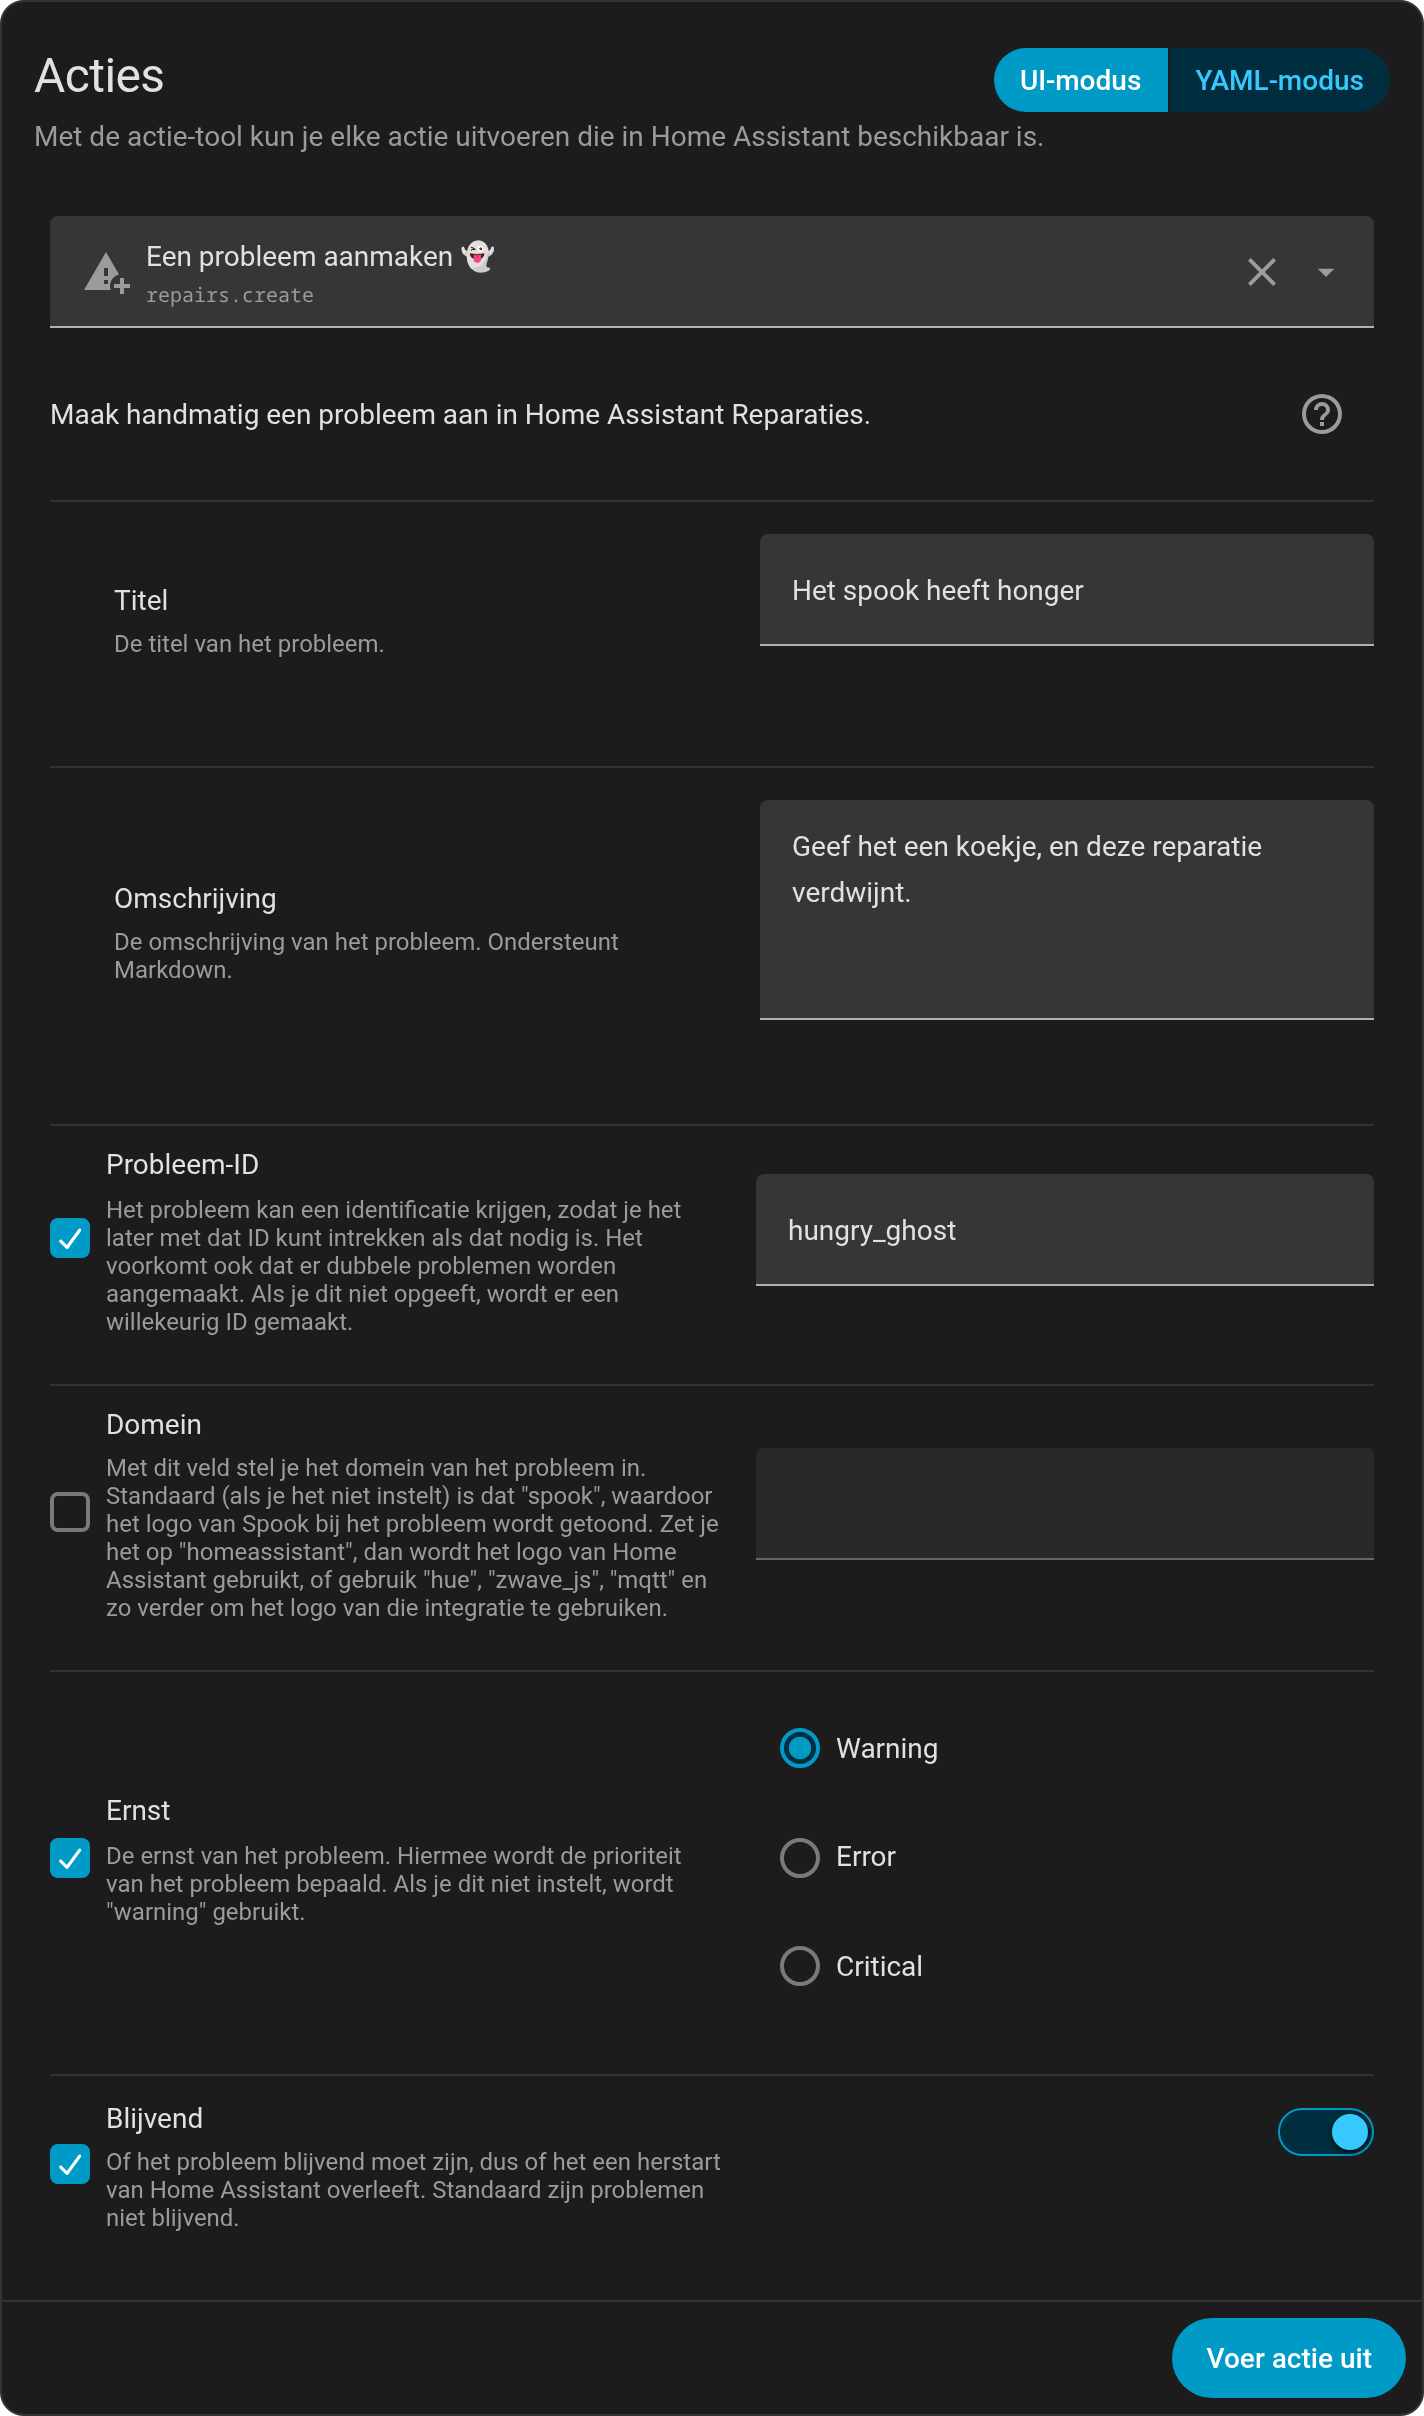 Acties
UI-modus
YAML-modus
Met de actie-tool kun je elke actie uitvoeren die in Home Assistant beschikbaar is.
Een probleem aanmaken 👻
repairs.create
Maak handmatig een probleem aan in Home Assistant Reparaties.
Titel
De titel van het probleem.
Het spook heeft honger
Omschrijving
De omschrijving van het probleem. Ondersteunt
Markdown.
Geef het een koekje, en deze reparatie
verdwijnt.
Probleem-ID
Het probleem kan een identificatie krijgen, zodat je het
later met dat ID kunt intrekken als dat nodig is. Het
voorkomt ook dat er dubbele problemen worden
aangemaakt. Als je dit niet opgeeft, wordt er een
willekeurig ID gemaakt.
hungry_ghost
Domein
Met dit veld stel je het domein van het probleem in.
Standaard (als je het niet instelt) is dat "spook", waardoor
het logo van Spook bij het probleem wordt getoond. Zet je
het op "homeassistant", dan wordt het logo van Home
Assistant gebruikt, of gebruik "hue", "zwave_js", "mqtt" en
zo verder om het logo van die integratie te gebruiken.
Ernst
De ernst van het probleem. Hiermee wordt de prioriteit
van het probleem bepaald. Als je dit niet instelt, wordt
"warning" gebruikt.
Warning
Error
Critical
Blijvend
Of het probleem blijvend moet zijn, dus of het een herstart
van Home Assistant overleeft. Standaard zijn problemen
niet blijvend.
Voer actie uit